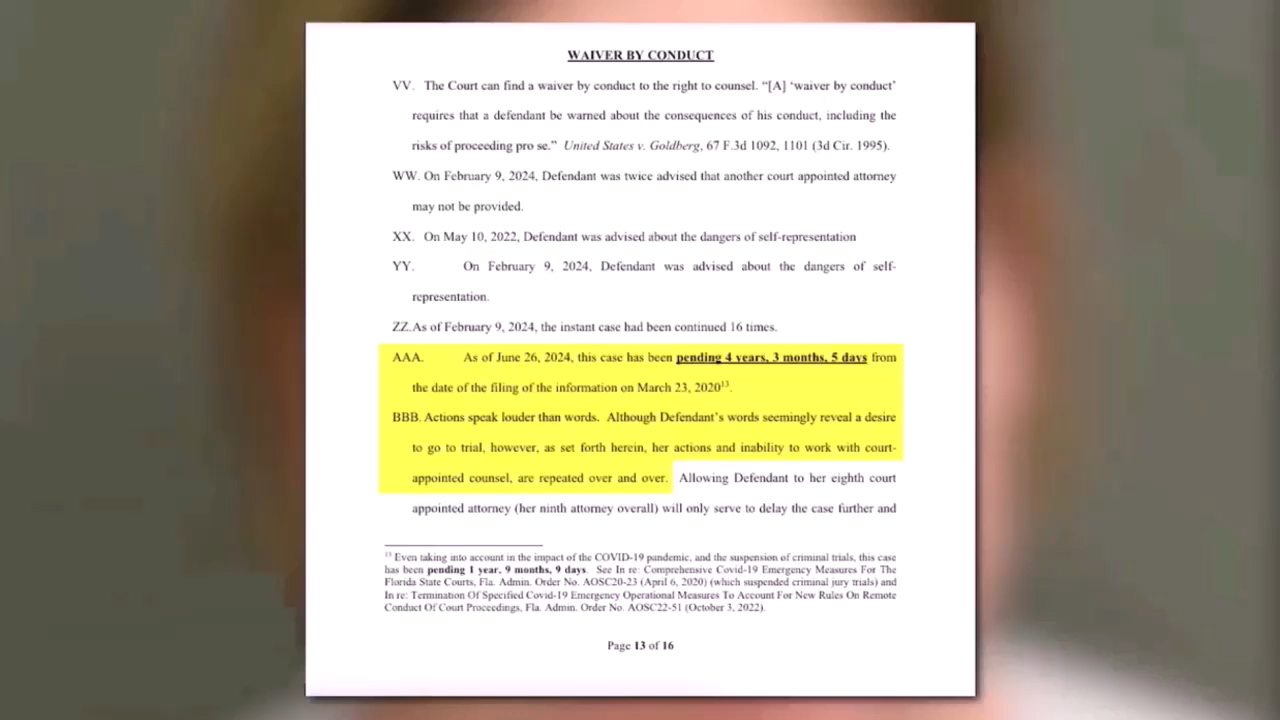 WAIVER BY CONDUCT
VV. The Court can find a waiver by conduct to the right to counsel. “[A] ‘waiver by conduct’
requires that a defendant be warned about the consequences of his conduct, including the
risks of proceeding pro se.” United States v. Goldberg, 67 F.3d 1092, 1101 (3d Cir. 1995).
WW. On February 9, 2024, Defendant was twice advised that another court appointed attorney
may not be provided.
XX. On May 10, 2022, Defendant was advised about the dangers of self-representation
YY. On February 9, 2024, Defendant was advised about the dangers of self-
representation.
ZZ.As of February 9, 2024, the instant case had been continued 16 times.
AAA. As of June 26, 2024, this case has been pending 4 years, 3 months, 5 days from
the date of the filing of the information on March 23, 2020¹³.
BBB. Actions speak louder than words. Although Defendant’s words seemingly reveal a desire
to go to trial, however, as set forth herein, her actions and inability to work with court-
appointed counsel, are repeated over and over. Allowing Defendant to her eighth court
appointed attorney (her ninth attorney overall) will only serve to delay the case further and
¹³ Even taking into account in the impact of the COVID-19 pandemic, and the suspension of criminal trials, this case
has been pending 1 year, 9 months, 9 days. See In re: Comprehensive Covid-19 Emergency Measures For The
Florida State Courts, Fla. Admin. Order No. AOSC20-23 (April 6, 2020) (which suspended criminal jury trials) and
In re: Termination Of Specified Covid-19 Emergency Operational Measures To Account For New Rules On Remote
Conduct Of Court Proceedings, Fla. Admin. Order No. AOSC22-51 (October 3, 2022).
Page 13 of 16